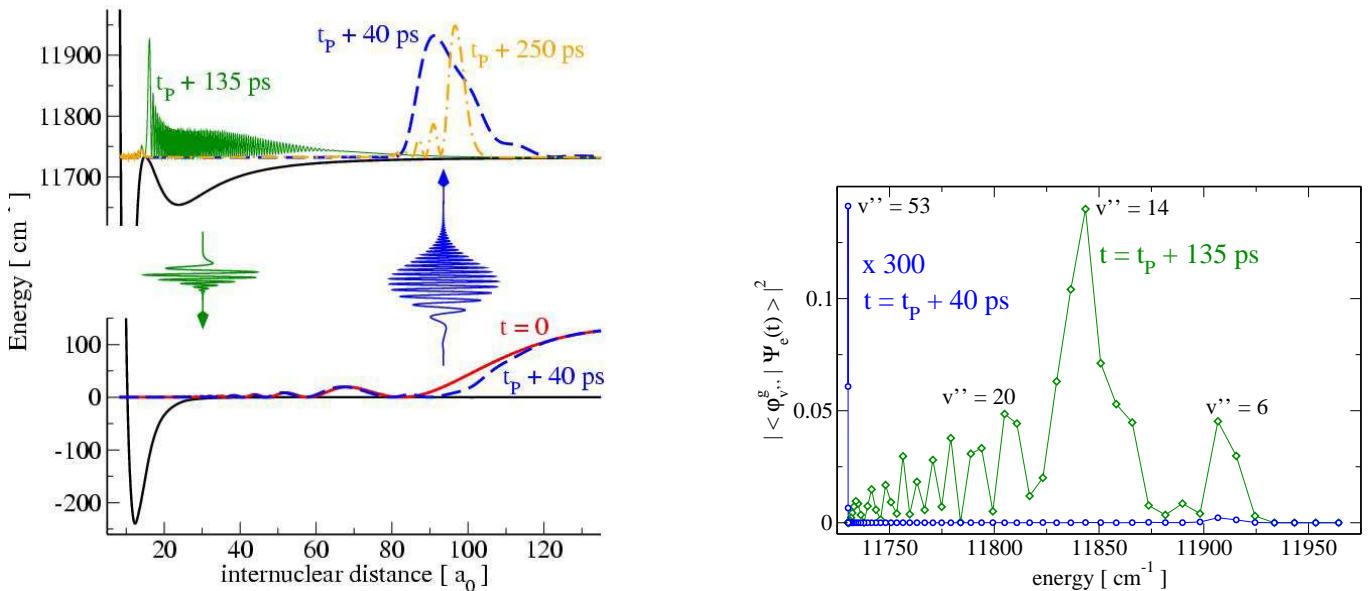 Energy [ cm⁻¹ ]
11900
11800
11700
100
0
-100
-200
t_P + 135 ps
t_P + 40 ps
t_P + 250 ps
t = 0
t_P + 40 ps
20 40 60 80 100 120
internuclear distance [ a_0 ]
| < φ^g_v'' | Ψ_e(t) > |²
0.1
0.05
0
v'' = 53
v'' = 14
x 300
t = t_P + 135 ps
t = t_P + 40 ps
v'' = 20
v'' = 6
11750 11800 11850 11900 11950
energy [ cm⁻¹ ]